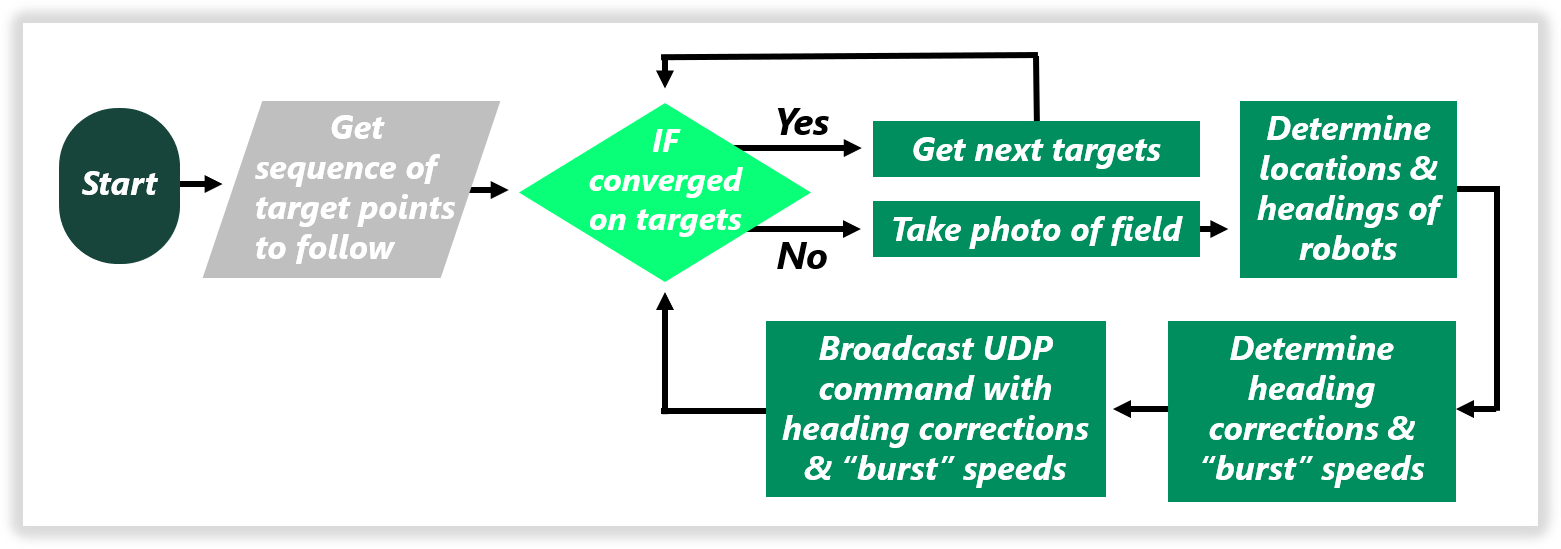 Start
Get
sequence of
target points
to follow
IF
converged
on targets
Yes
Get next targets
No
Take photo of field
Determine
locations &
headings of
robots
Determine
heading
corrections &
“burst” speeds
Broadcast UDP
command with
heading corrections
& “burst” speeds